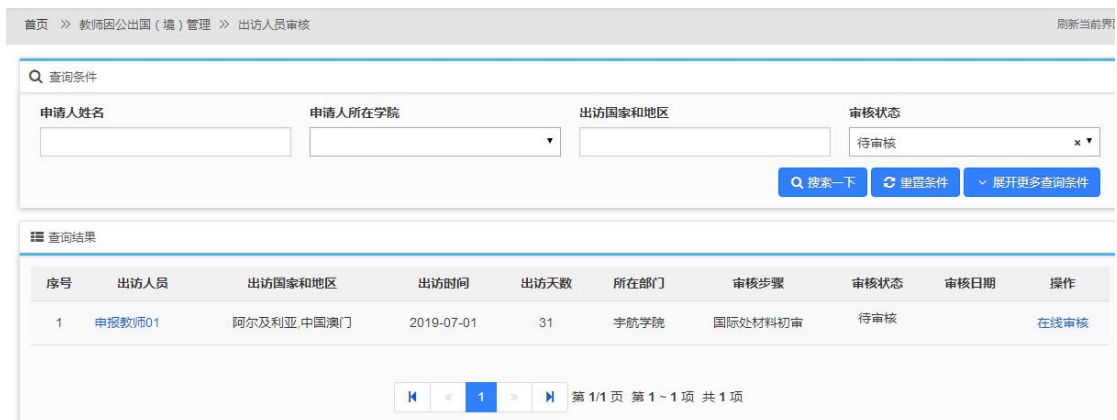 首页 >> 教师因公出国（境）管理 >> 出访人员审核 刷新当前界
查询条件
申请人姓名 申请人所在学院 出访国家和地区 审核状态
待审核 × ▼
搜索一下 重置条件 展开更多查询条件
查询结果
序号 出访人员 出访国家和地区 出访时间 出访天数 所在部门 审核步骤 审核状态 审核日期 操作
1 申报教师01 阿尔及利亚,中国澳门 2019-07-01 31 宇航学院 国际处材料初审 待审核 在线审核
« 1 » 第 1/1 页 第 1 ~ 1 项 共 1 项